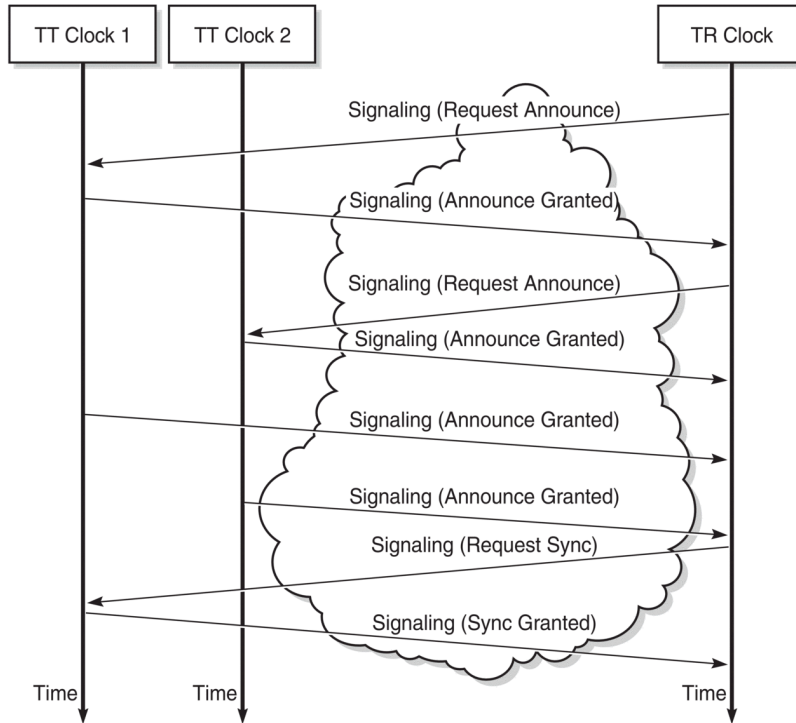 TT Clock 1
TT Clock 2
TR Clock
Signaling (Request Announce)
Signaling (Announce Granted)
Signaling (Request Announce)
Signaling (Announce Granted)
Signaling (Announce Granted)
Signaling (Announce Granted)
Signaling (Request Sync)
Signaling (Sync Granted)
Time
Time
Time